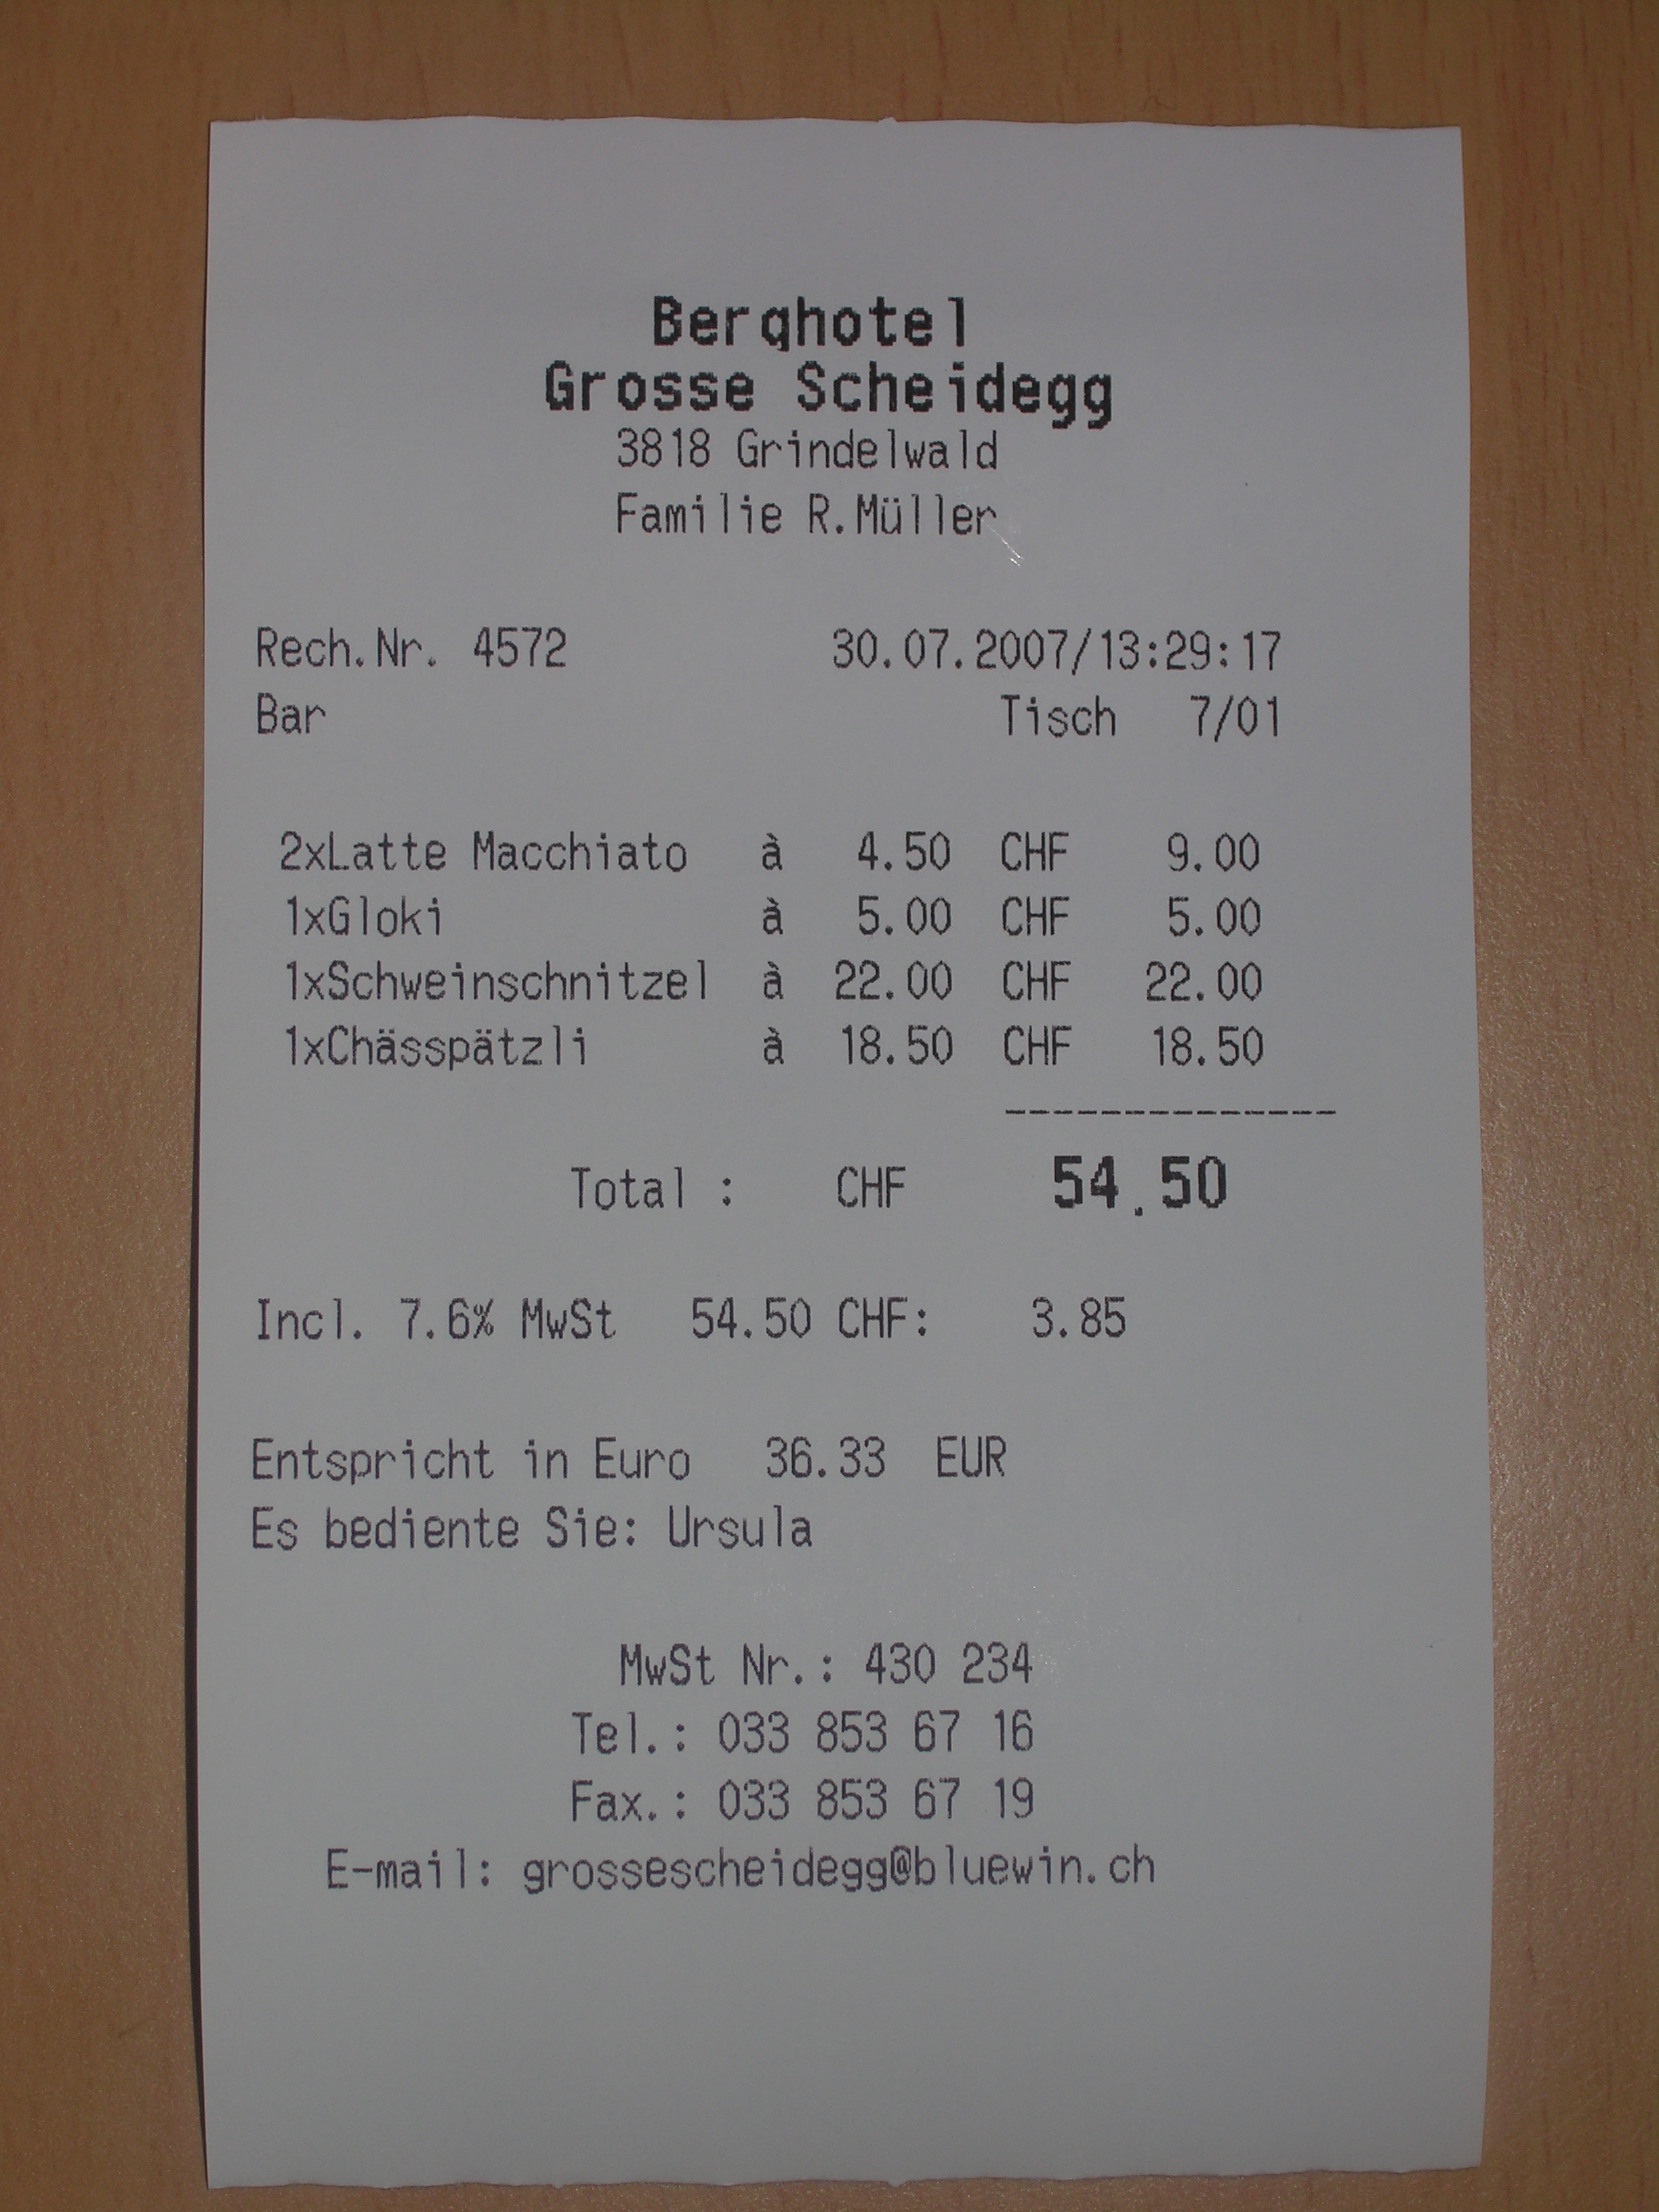 Berghotel
Grosse Scheidegg
3818 Grindelwald
Familie R.Müller
Rech.Nr. 4572 30.07.2007/13:29:17
Bar Tisch 7/01
2xLatte Macchiato à 4.50 CHF 9.00
1xGloki à 5.00 CHF 5.00
1xSchweinschnitzel à 22.00 CHF 22.00
1xChässpätzli à 18.50 CHF 18.50
--------------
Total : CHF 54.50
Incl. 7.6% MwSt 54.50 CHF: 3.85
Entspricht in Euro 36.33 EUR
Es bediente Sie: Ursula
MwSt Nr.: 430 234
Tel.: 033 853 67 16
Fax.: 033 853 67 19
E-mail: grossescheidegg@bluewin.ch